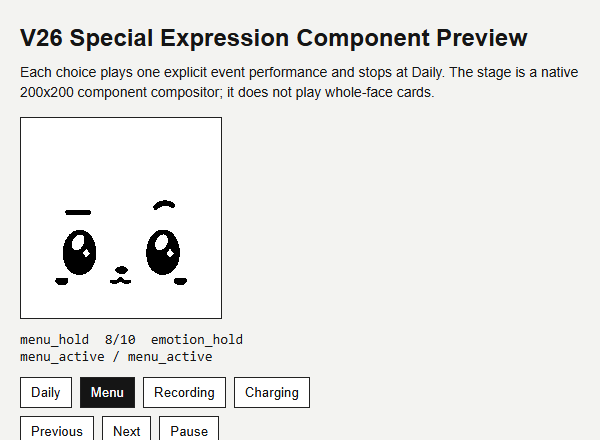 V26 Special Expression Component Preview
Each choice plays one explicit event performance and stops at Daily. The stage is a native
200x200 component compositor; it does not play whole-face cards.
menu_hold  8/10  emotion_hold
menu_active / menu_active
Daily Menu Recording Charging
Previous Next Pause